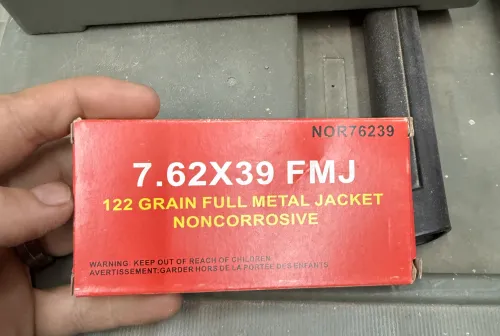 NOR76239
7.62X39 FMJ
122 GRAIN FULL METAL JACKET
NONCORROSIVE
WARNING: KEEP OUT OF REACH OF CHILDREN.
AVERTISSEMENT:GARDER HORS DE LA PORTÉE DES ENFANTS